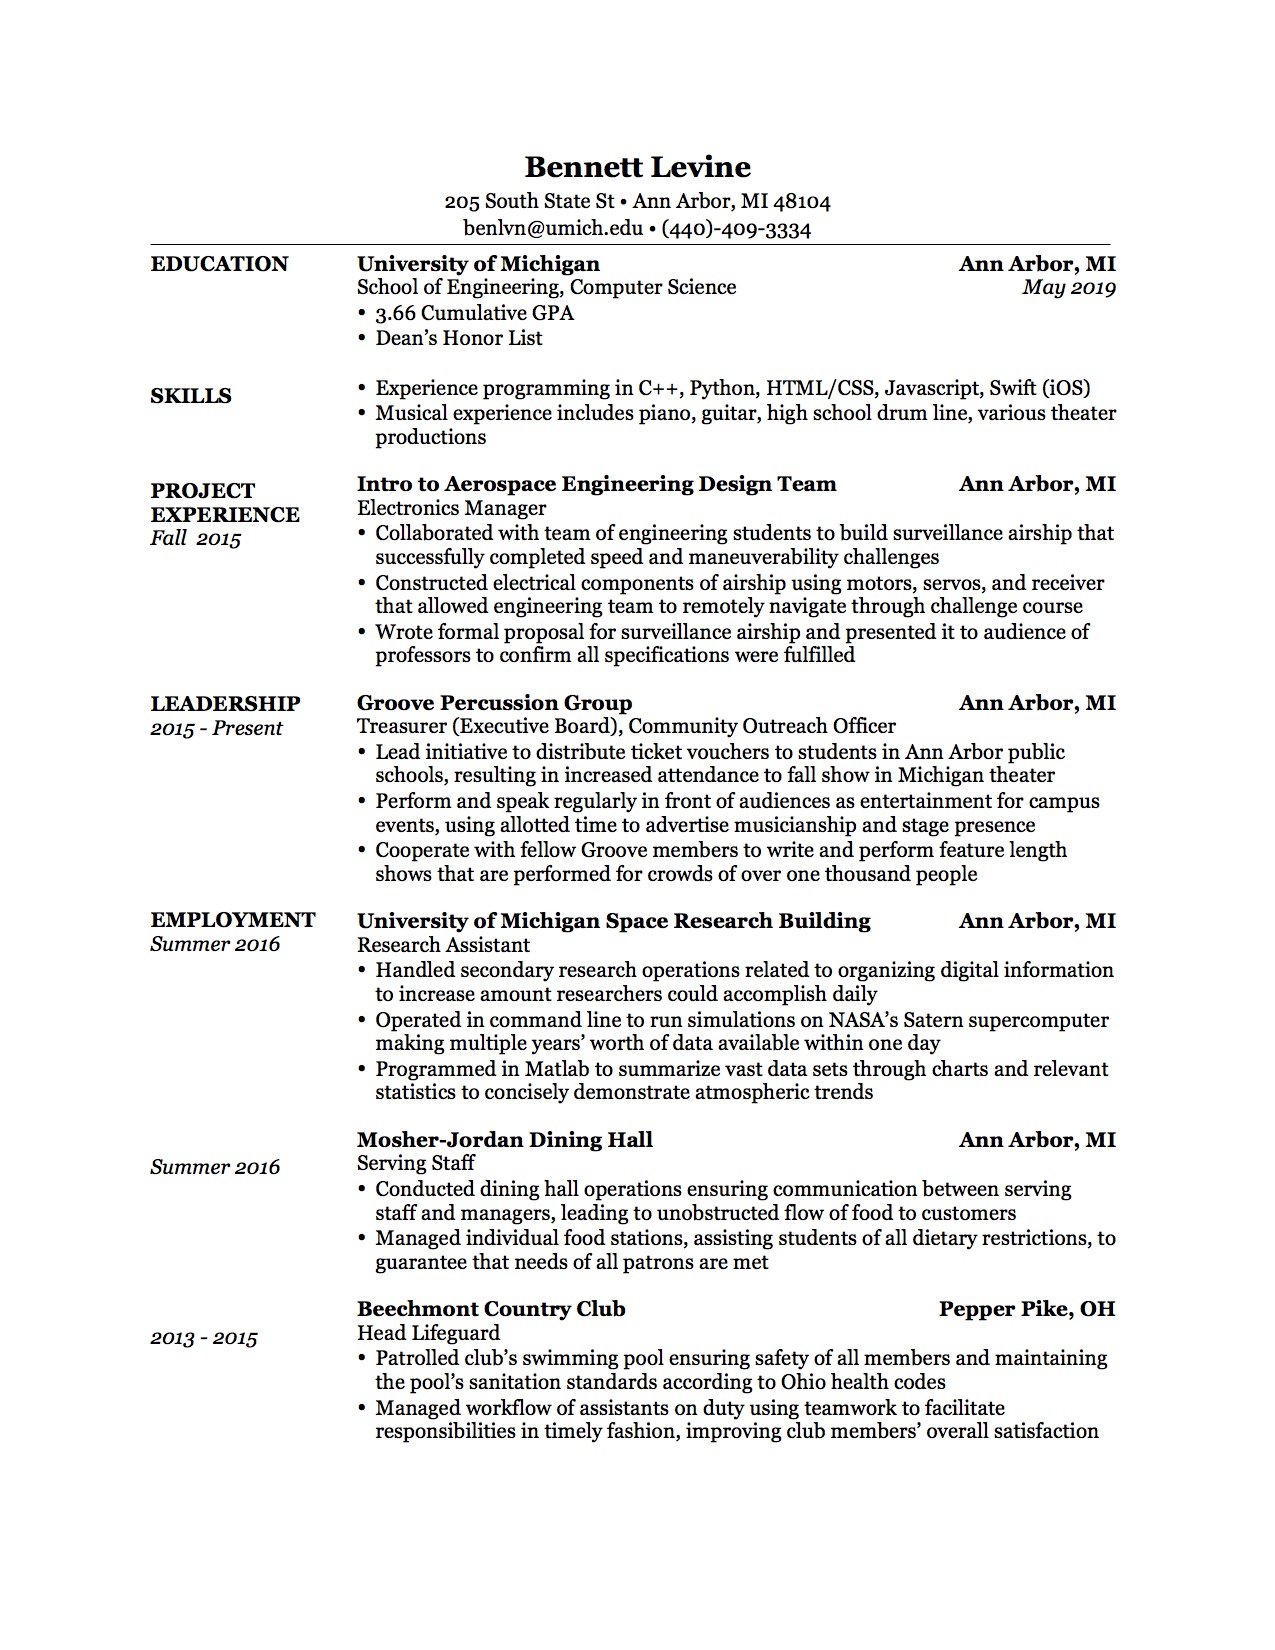 Bennett Levine
205 South State St • Ann Arbor, MI 48104
benlvn@umich.edu • (440)-409-3334
EDUCATION University of Michigan Ann Arbor, MI
School of Engineering, Computer Science May 2019
• 3.66 Cumulative GPA
• Dean’s Honor List
SKILLS • Experience programming in C++, Python, HTML/CSS, Javascript, Swift (iOS)
• Musical experience includes piano, guitar, high school drum line, various theater
productions
PROJECT Intro to Aerospace Engineering Design Team Ann Arbor, MI
EXPERIENCE Electronics Manager
Fall 2015 • Collaborated with team of engineering students to build surveillance airship that
successfully completed speed and maneuverability challenges
• Constructed electrical components of airship using motors, servos, and receiver
that allowed engineering team to remotely navigate through challenge course
• Wrote formal proposal for surveillance airship and presented it to audience of
professors to confirm all specifications were fulfilled
LEADERSHIP Groove Percussion Group Ann Arbor, MI
2015 - Present Treasurer (Executive Board), Community Outreach Officer
• Lead initiative to distribute ticket vouchers to students in Ann Arbor public
schools, resulting in increased attendance to fall show in Michigan theater
• Perform and speak regularly in front of audiences as entertainment for campus
events, using allotted time to advertise musicianship and stage presence
• Cooperate with fellow Groove members to write and perform feature length
shows that are performed for crowds of over one thousand people
EMPLOYMENT University of Michigan Space Research Building Ann Arbor, MI
Summer 2016 Research Assistant
• Handled secondary research operations related to organizing digital information
to increase amount researchers could accomplish daily
• Operated in command line to run simulations on NASA’s Satern supercomputer
making multiple years’ worth of data available within one day
• Programmed in Matlab to summarize vast data sets through charts and relevant
statistics to concisely demonstrate atmospheric trends
Mosher-Jordan Dining Hall Ann Arbor, MI
Summer 2016 Serving Staff
• Conducted dining hall operations ensuring communication between serving
staff and managers, leading to unobstructed flow of food to customers
• Managed individual food stations, assisting students of all dietary restrictions, to
guarantee that needs of all patrons are met
Beechmont Country Club Pepper Pike, OH
2013 - 2015 Head Lifeguard
• Patrolled club’s swimming pool ensuring safety of all members and maintaining
the pool’s sanitation standards according to Ohio health codes
• Managed workflow of assistants on duty using teamwork to facilitate
responsibilities in timely fashion, improving club members’ overall satisfaction